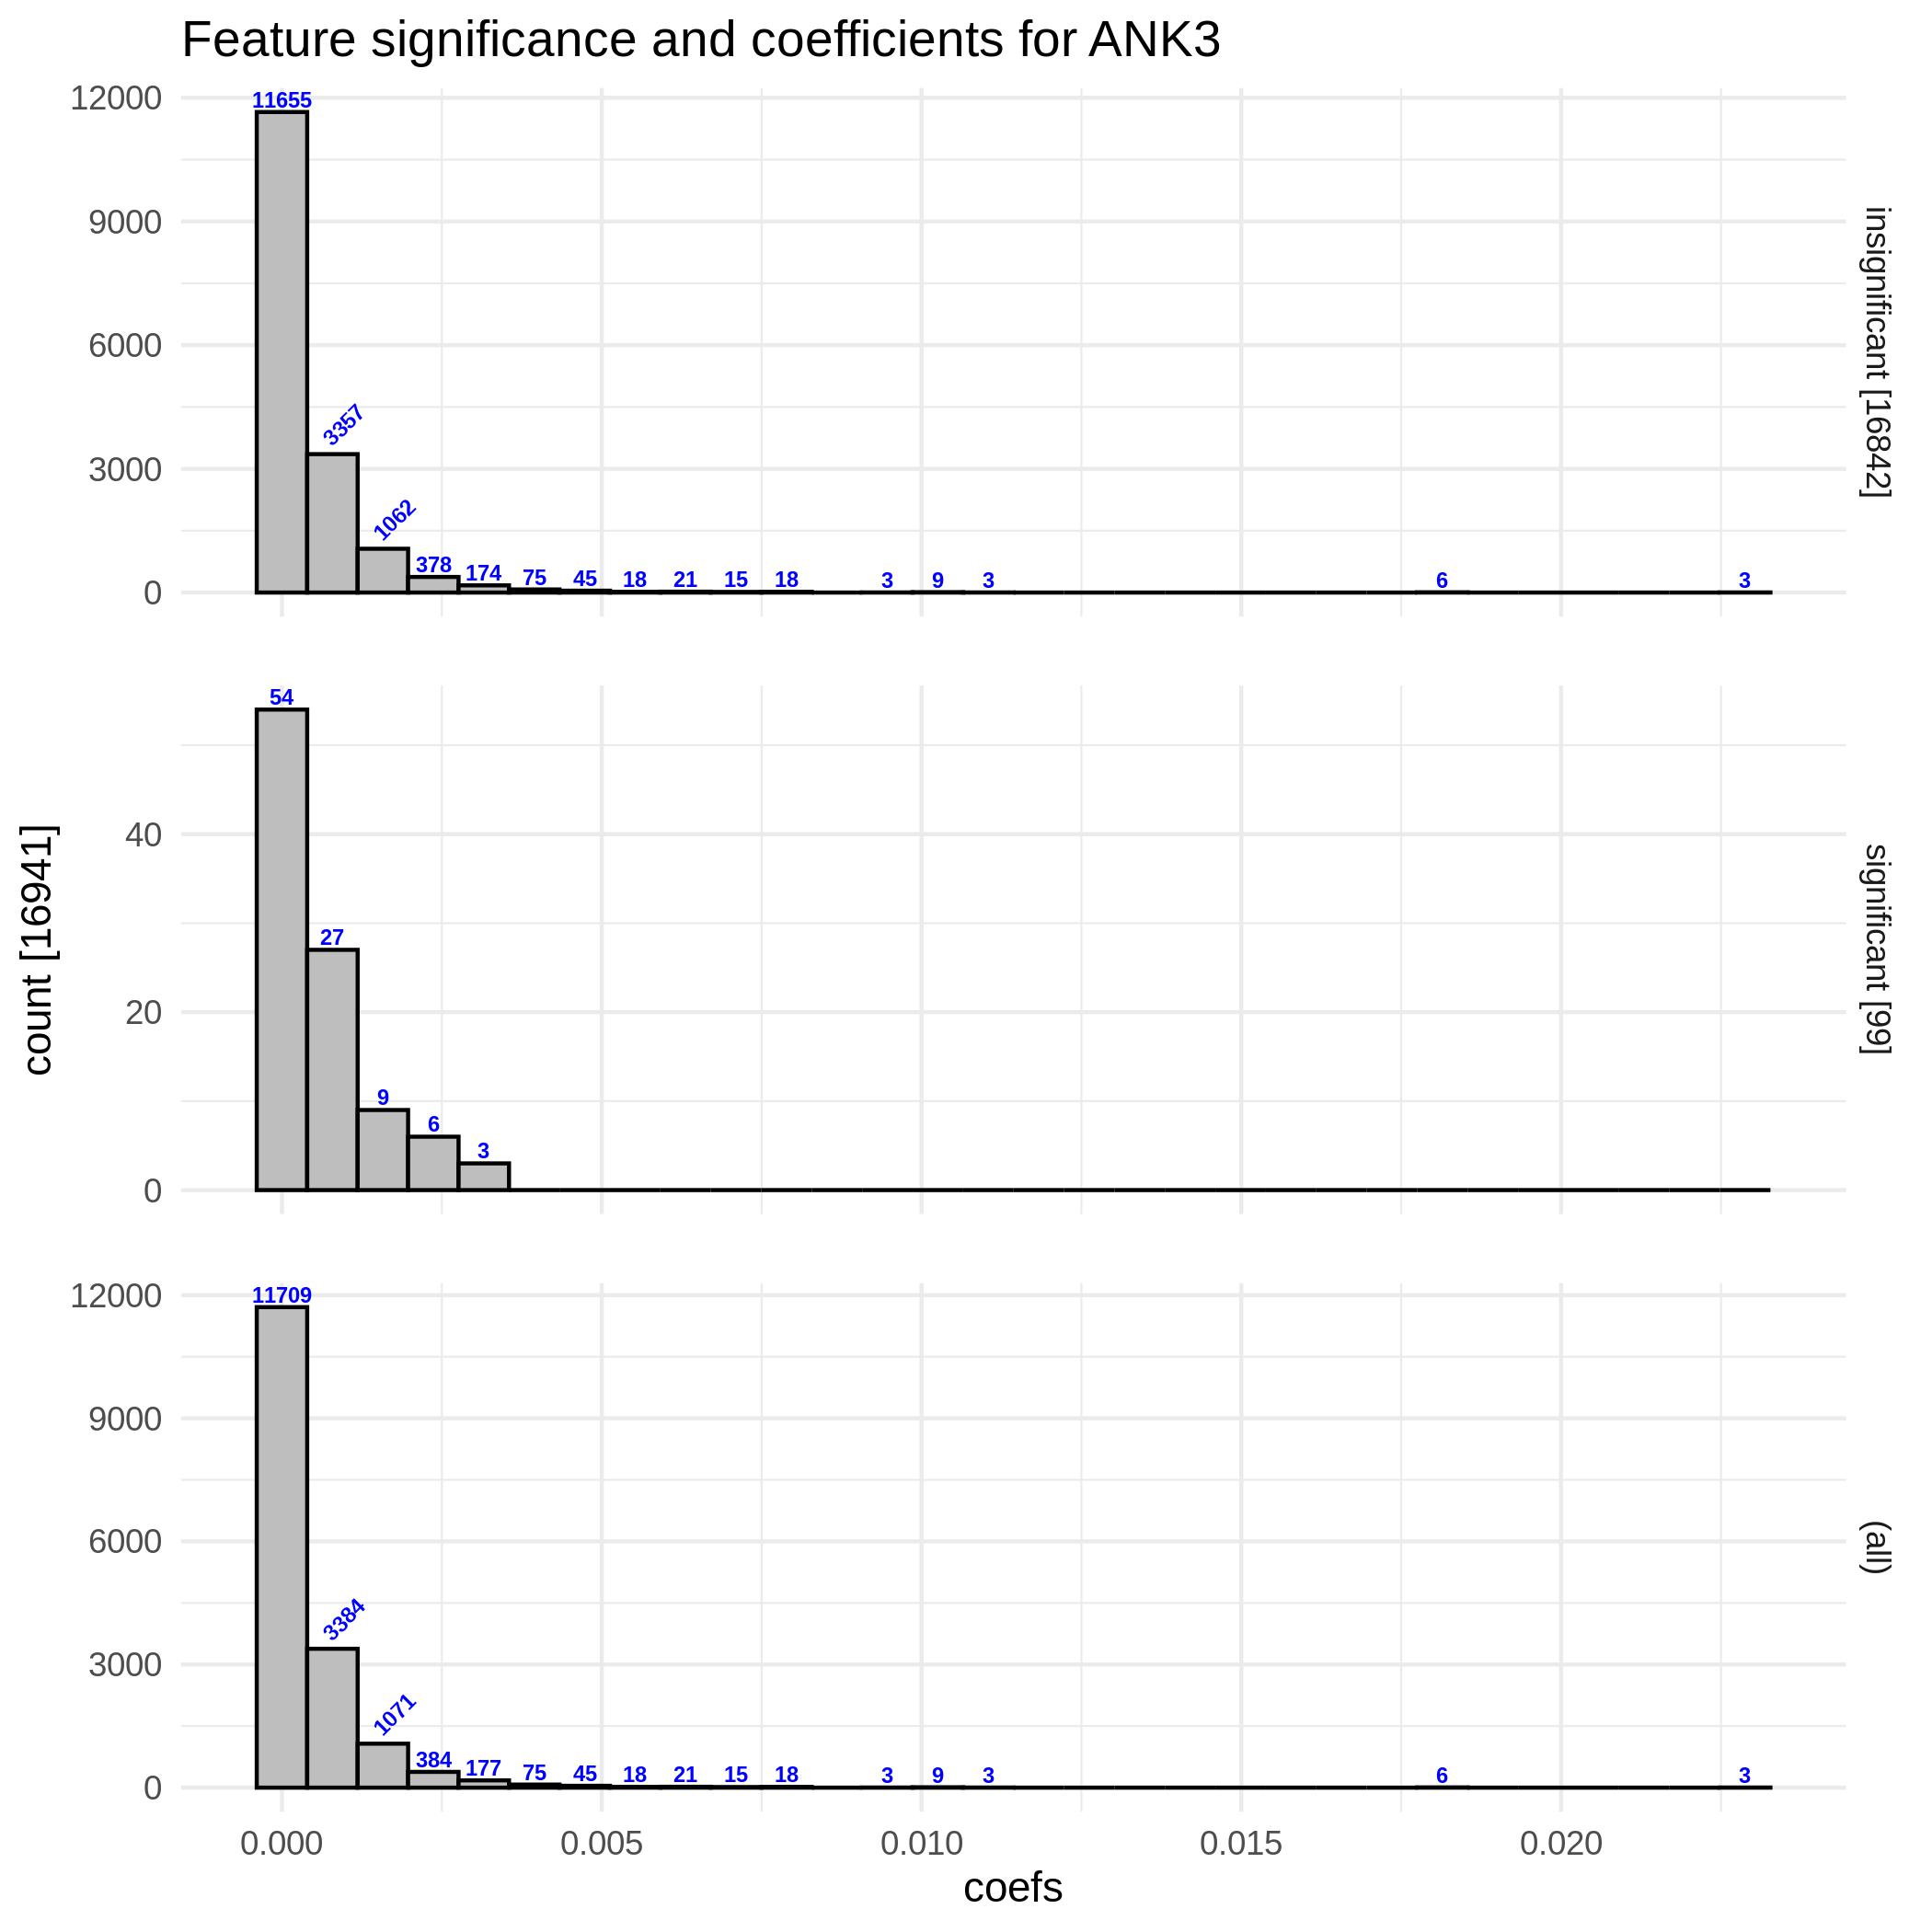 Feature significance and coefficients for ANK3
12000
9000
6000
3000
0
11655
3357
1062
378 174 75 45 18 21 15 18 3 9 3 6 3
insignificant [16842]
count [16941]
40
20
0
54
27
9
6
3
significant [99]
12000
9000
6000
3000
0
11709
3384
1071
384 177 75 45 18 21 15 18 3 9 3 6 3
(all)
0.000 0.005 0.010 0.015 0.020
coefs